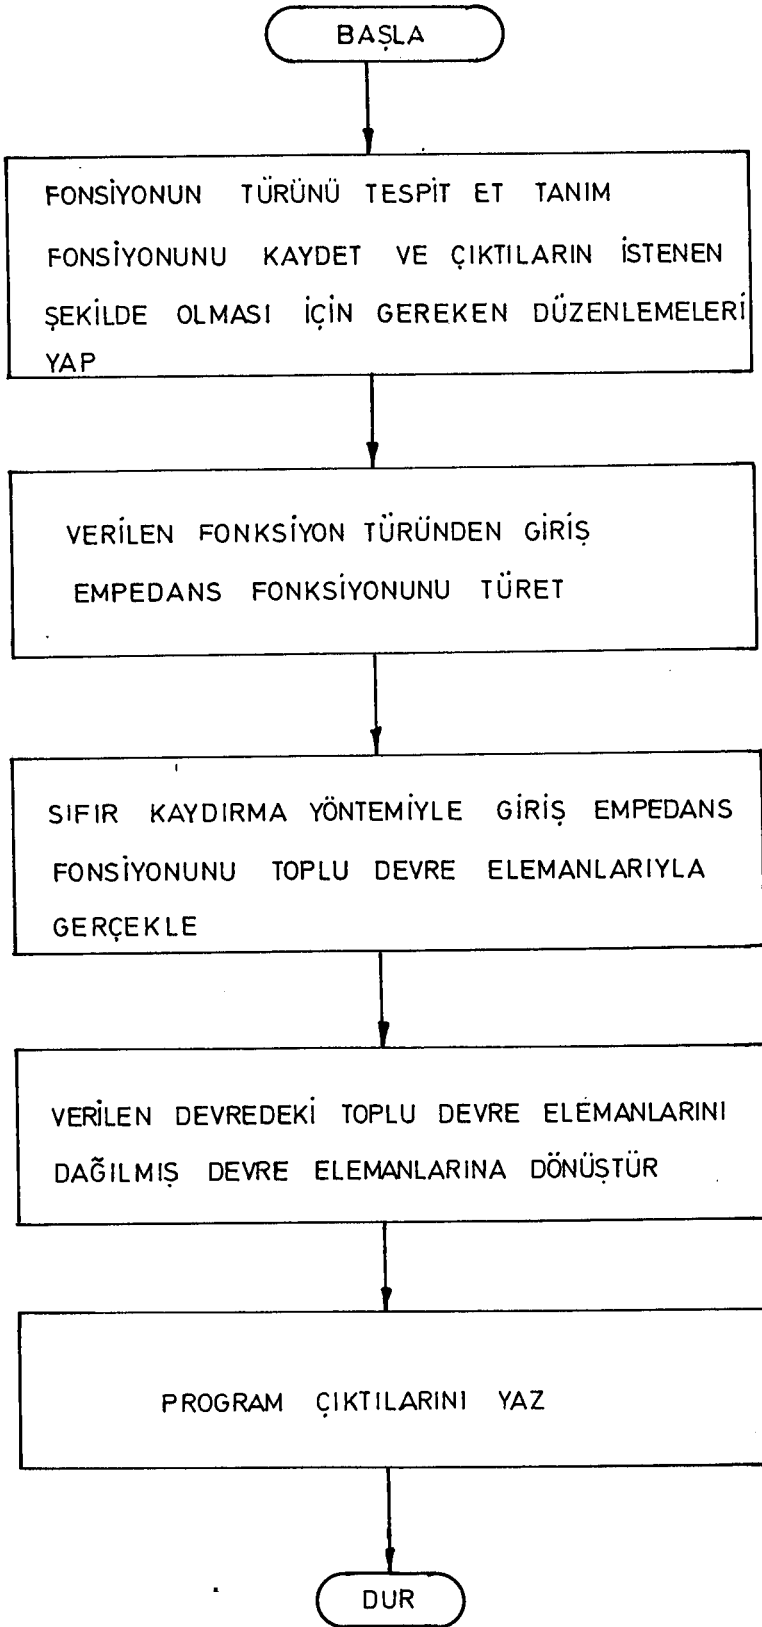 BAŞLA
FONSİYONUN TÜRÜNÜ TESPİT ET TANIM
FONSİYONUNU KAYDET VE ÇIKTILARIN İSTENEN
ŞEKİLDE OLMASI İÇİN GEREKEN DÜZENLEMELERİ
YAP
VERİLEN FONKSİYON TÜRÜNDEN GİRİŞ
EMPEDANS FONKSİYONUNU TÜRET
SIFIR KAYDIRMA YÖNTEMİYLE GİRİŞ EMPEDANS
FONSİYONUNU TOPLU DEVRE ELEMANLARIYLA
GERÇEKLE
VERİLEN DEVREDEKİ TOPLU DEVRE ELEMANLARINI
DAĞILMIŞ DEVRE ELEMANLARINA DÖNÜŞTÜR
PROGRAM ÇIKTILARINI YAZ
DUR